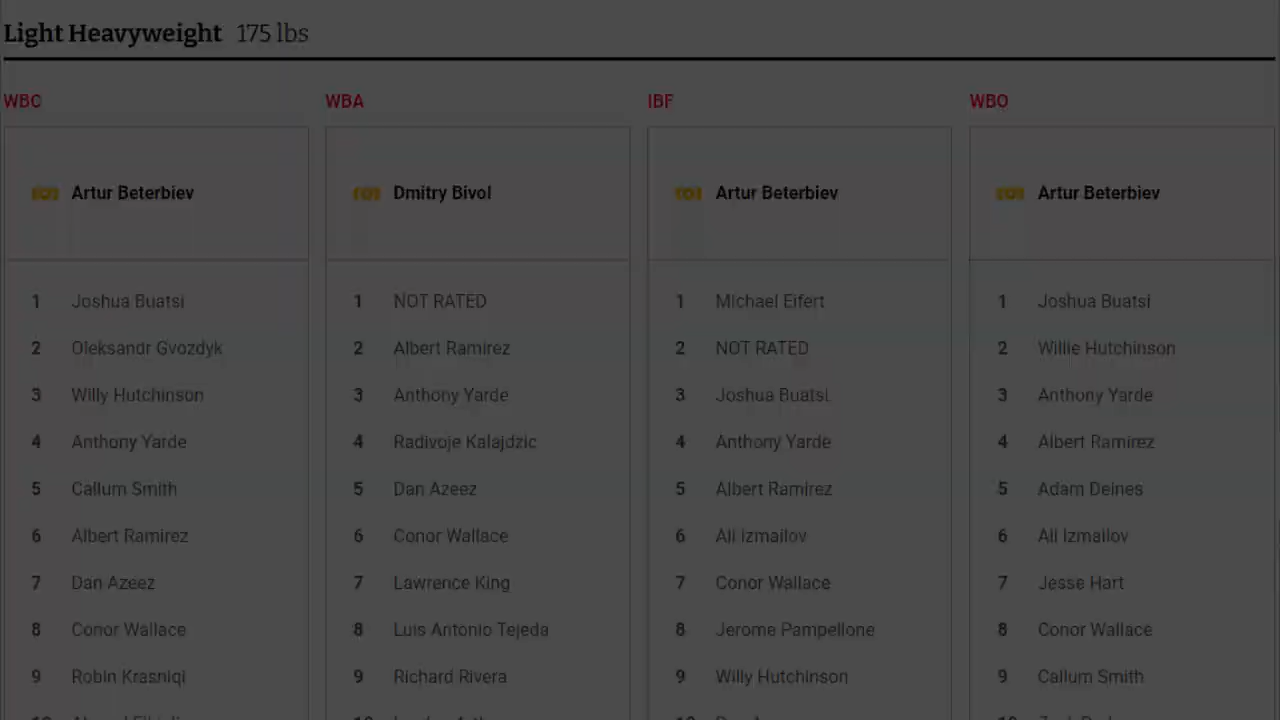 Light Heavyweight 175 lbs
WBC WBA IBF WBO
Artur Beterbiev Dmitry Bivol Artur Beterbiev Artur Beterbiev
1 Joshua Buatsi 1 NOT RATED 1 Michael Eifert 1 Joshua Buatsi
2 Oleksandr Gvozdyk 2 Albert Ramirez 2 NOT RATED 2 Willie Hutchinson
3 Willy Hutchinson 3 Anthony Yarde 3 Joshua Buatsi 3 Anthony Yarde
4 Anthony Yarde 4 Radivoje Kalajdzic 4 Anthony Yarde 4 Albert Ramirez
5 Callum Smith 5 Dan Azeez 5 Albert Ramirez 5 Adam Deines
6 Albert Ramirez 6 Conor Wallace 6 Ali Izmailov 6 Ali Izmailov
7 Dan Azeez 7 Lawrence King 7 Conor Wallace 7 Jesse Hart
8 Conor Wallace 8 Luis Antonio Tejeda 8 Jerome Pampellone 8 Conor Wallace
9 Robin Krasniqi 9 Richard Rivera 9 Willy Hutchinson 9 Callum Smith